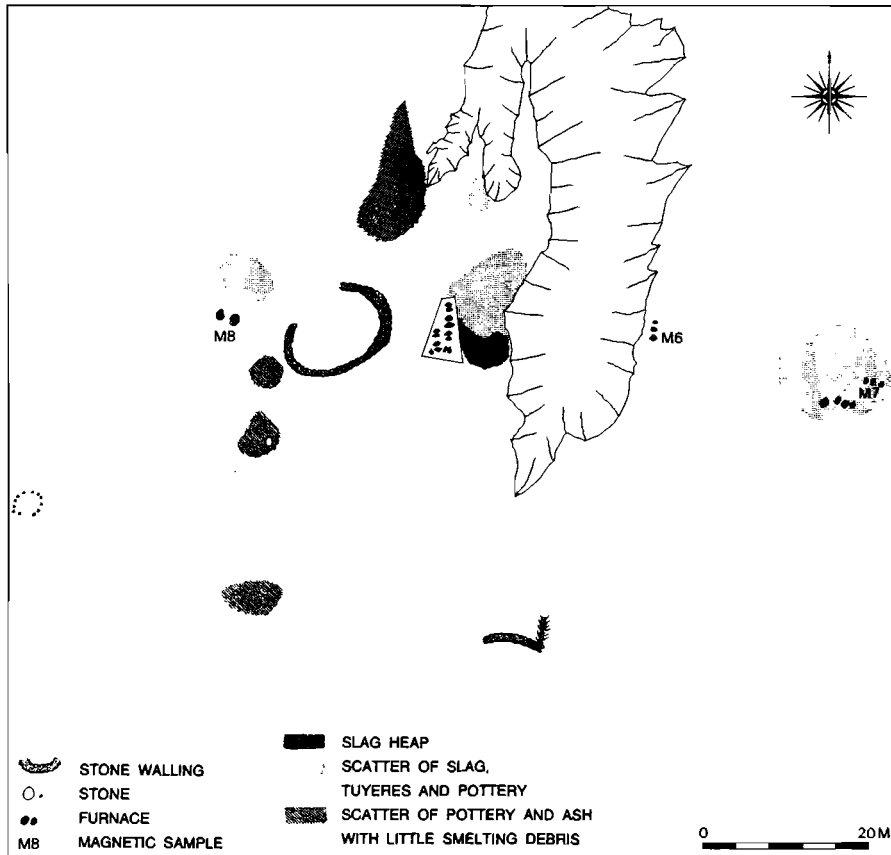 M8
M6
M7
STONE WALLING
STONE
FURNACE
M8 MAGNETIC SAMPLE
SLAG HEAP
SCATTER OF SLAG,
TUYERES AND POTTERY
SCATTER OF POTTERY AND ASH
WITH LITTLE SMELTING DEBRIS
0 20M